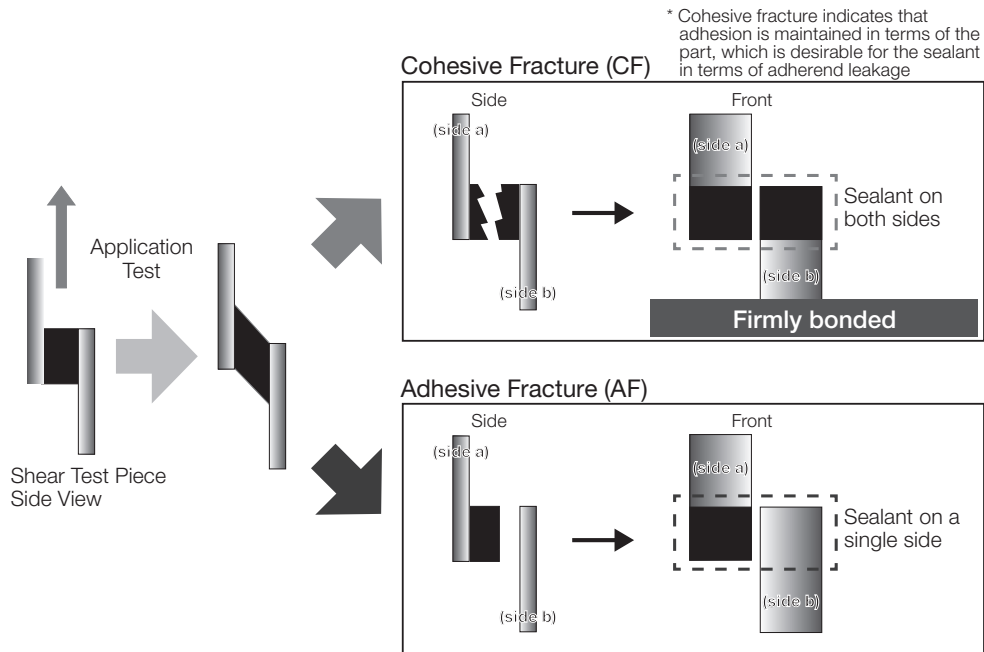 * Cohesive fracture indicates that
adhesion is maintained in terms of the
part, which is desirable for the sealant
in terms of adherend leakage
Cohesive Fracture (CF)
Side
Front
(side a)
(side a)
Sealant on
both sides
(side b)
(side b)
Firmly bonded
Application
Test
Shear Test Piece
Side View
Adhesive Fracture (AF)
Side
Front
(side a)
(side a)
Sealant on a
single side
(side b)
(side b)